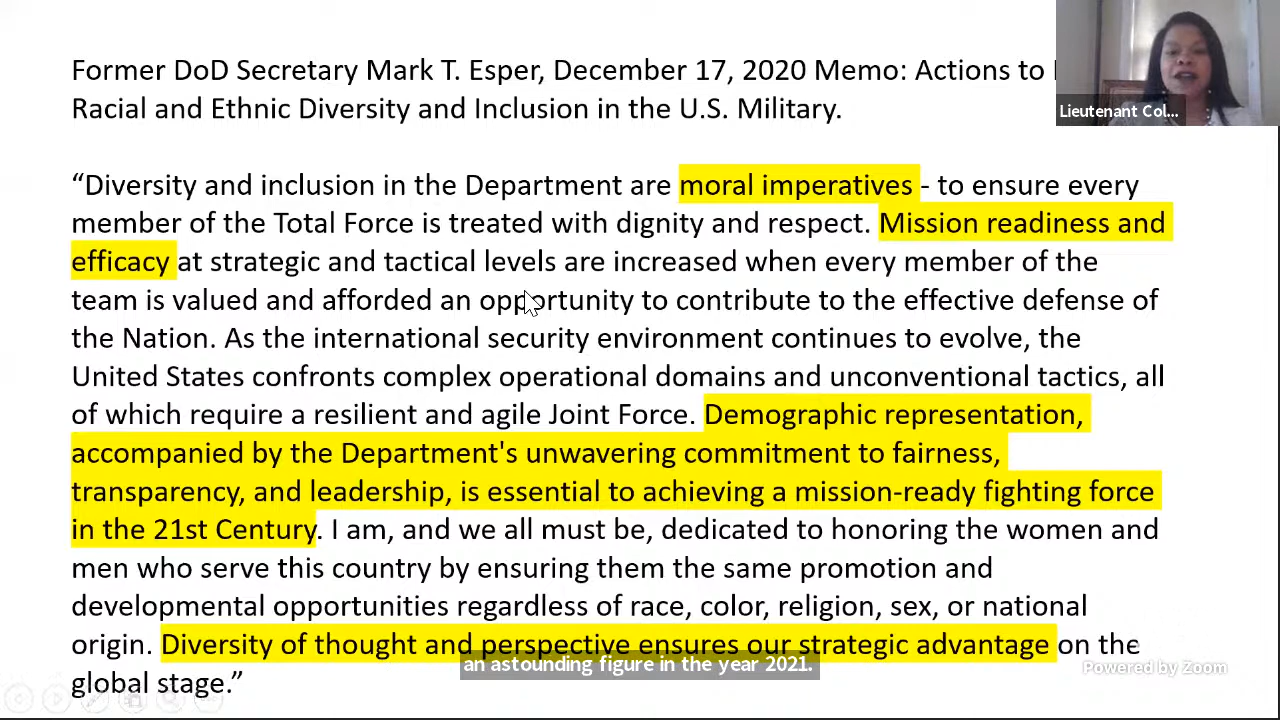 Former DoD Secretary Mark T. Esper, December 17, 2020 Memo: Actions to
Racial and Ethnic Diversity and Inclusion in the U.S. Military.
Lieutenant Col...
“Diversity and inclusion in the Department are moral imperatives - to ensure every
member of the Total Force is treated with dignity and respect. Mission readiness and
efficacy at strategic and tactical levels are increased when every member of the
team is valued and afforded an opportunity to contribute to the effective defense of
the Nation. As the international security environment continues to evolve, the
United States confronts complex operational domains and unconventional tactics, all
of which require a resilient and agile Joint Force. Demographic representation,
accompanied by the Department's unwavering commitment to fairness,
transparency, and leadership, is essential to achieving a mission-ready fighting force
in the 21st Century. I am, and we all must be, dedicated to honoring the women and
men who serve this country by ensuring them the same promotion and
developmental opportunities regardless of race, color, religion, sex, or national
origin. Diversity of thought and perspective ensures our strategic advantage on the
global stage.”
an astounding figure in the year 2021.
Powered by Zoom